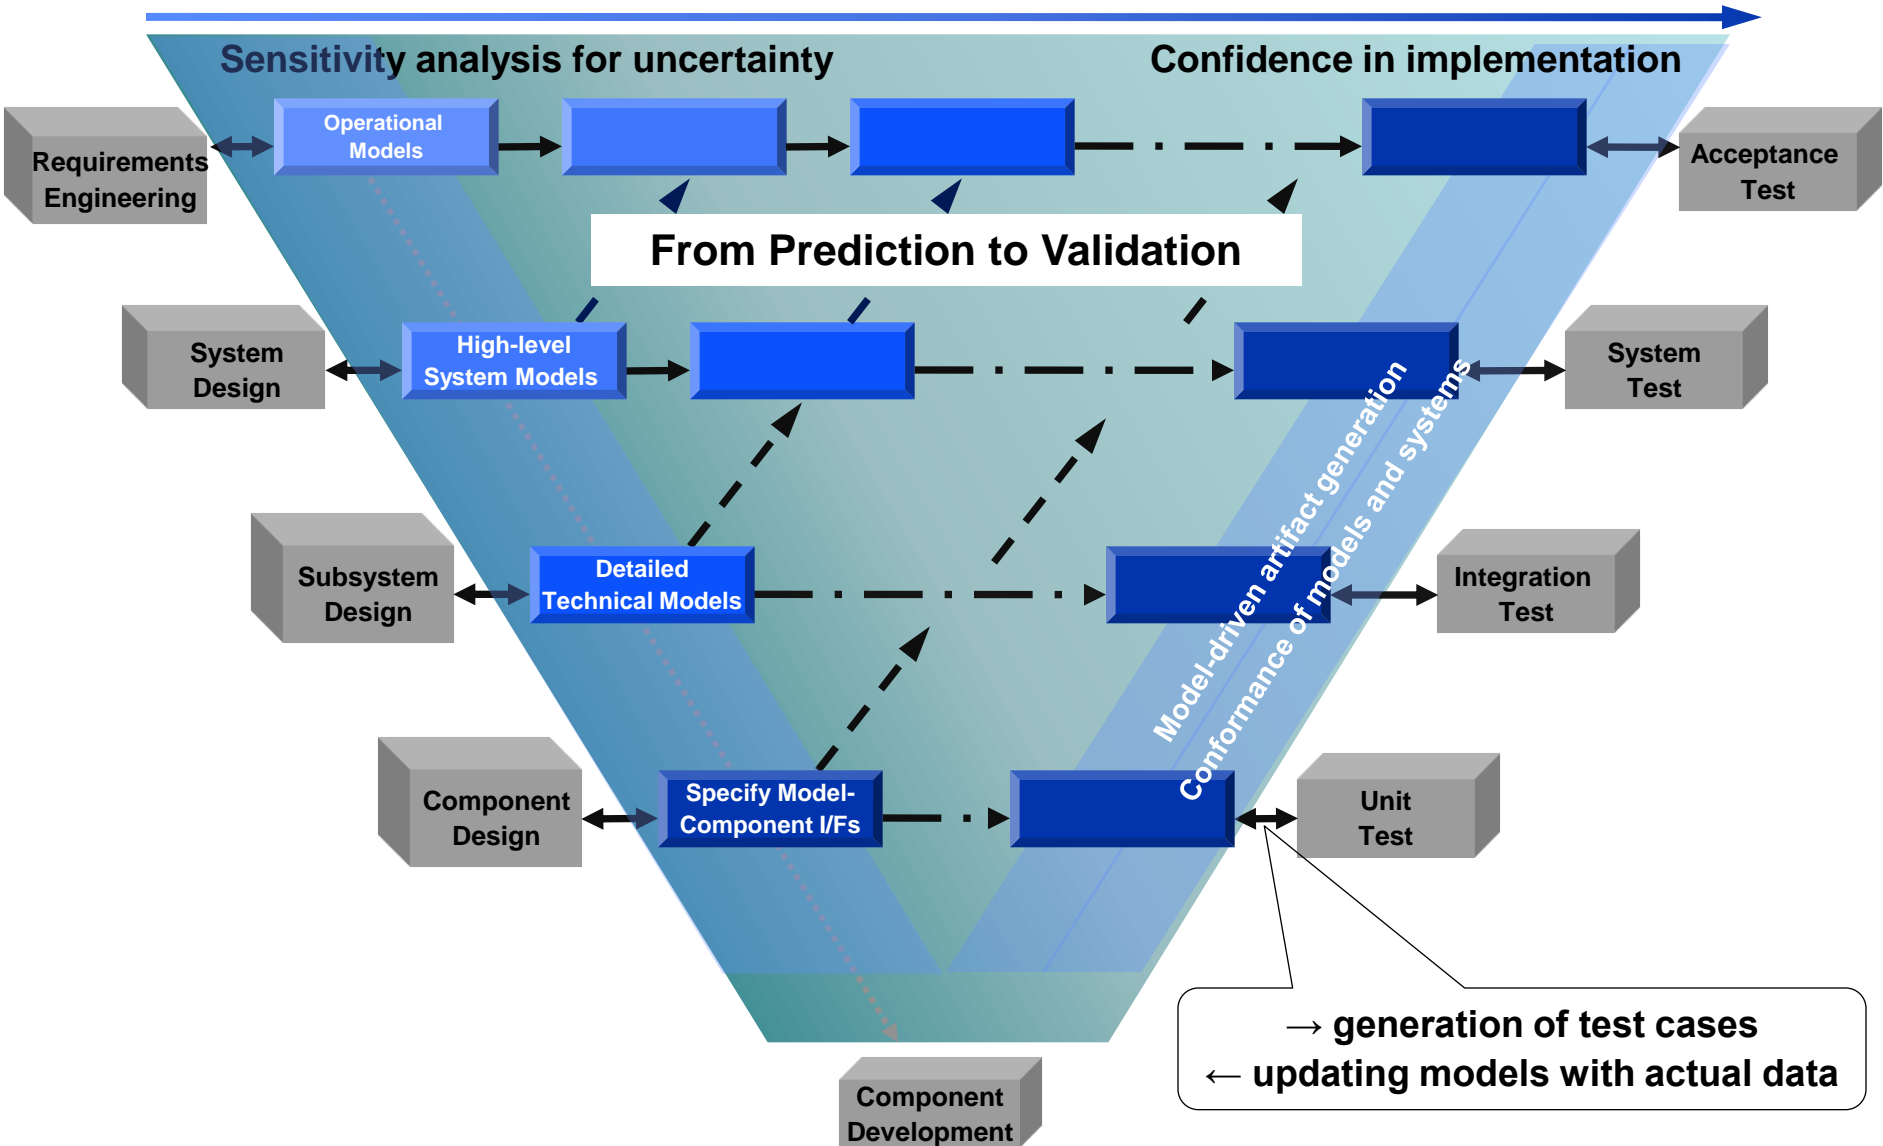 Sensitivity analysis for uncertainty
Confidence in implementation
Operational
Models
Requirements
Engineering
Acceptance
Test
From Prediction to Validation
System
Design
High-level
System Models
System
Test
Subsystem
Design
Detailed
Technical Models
Model-driven artifact generation
Conformance of models and systems
Integration
Test
Component
Design
Specify Model-
Component I/Fs
Unit
Test
→ generation of test cases
← updating models with actual data
Component
Development